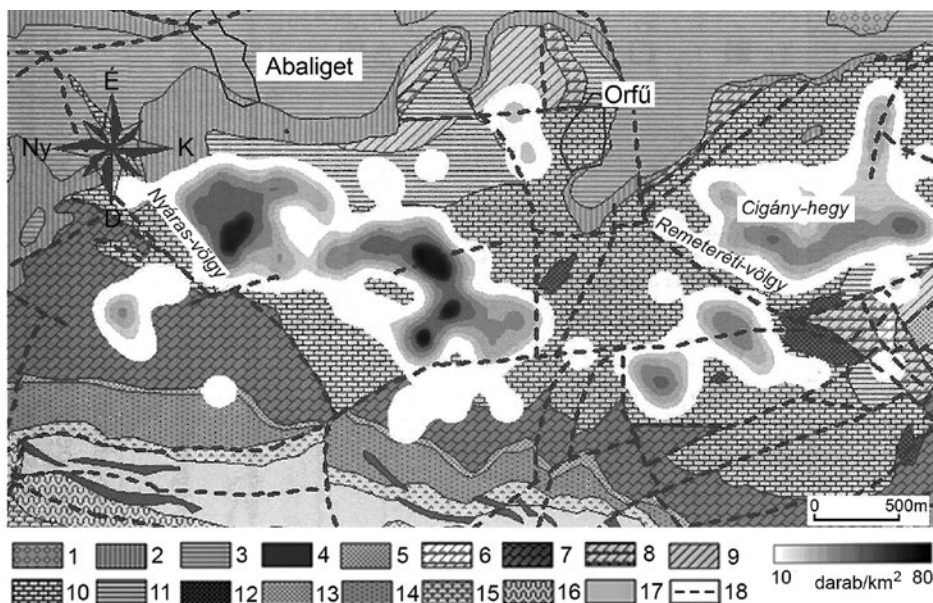 Abaliget
Orfű
É
Ny K
D
Nyáras-völgy
Cigány-hegy
Remeteréti-völgy
0 500m
1 2 3 4 5 6 7 8 9
10 11 12 13 14 15 16 17 18
10 darab/km² 80